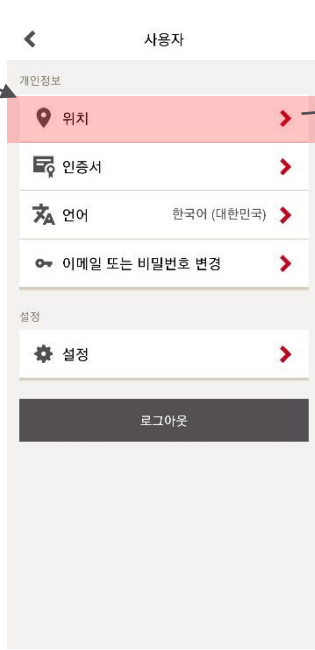 사용자
개인정보
위치
인증서
언어 한국어 (대한민국)
이메일 또는 비밀번호 변경
설정
설정
로그아웃